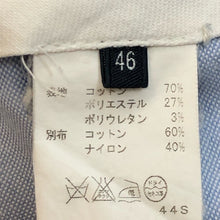 46
表地 コットン 70%
ポリエステル 27%
ポリウレタン 3%
別布 コットン 60%
ナイロン 40%
44S